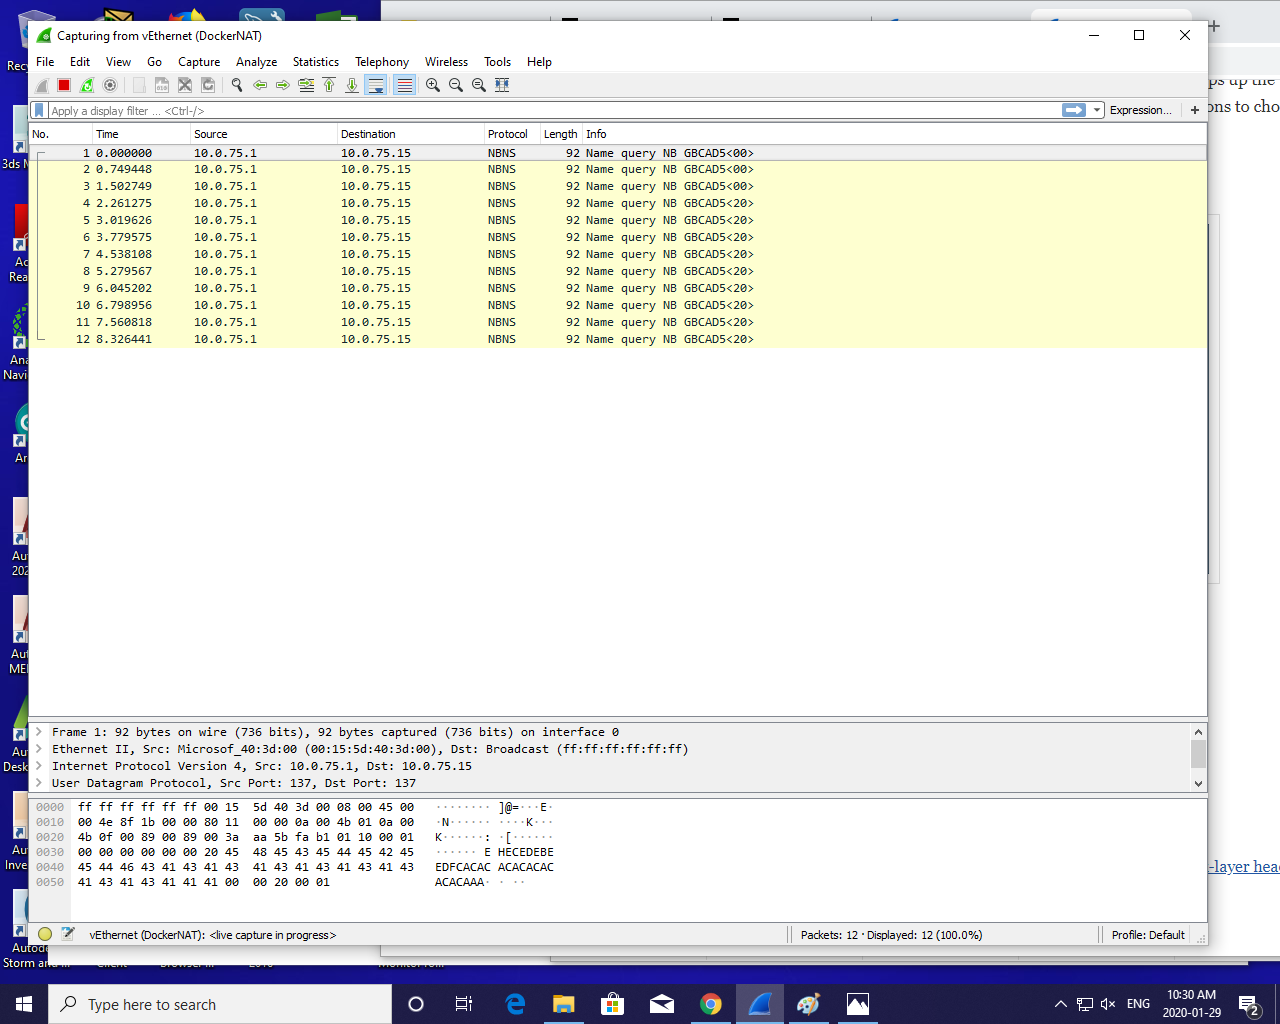 Capturing from vEthernet (DockerNAT)
File Edit View Go Capture Analyze Statistics Telephony Wireless Tools Help
Apply a display filter ... <Ctrl-/> Expression... +
No. Time Source Destination Protocol Length Info
1 0.000000 10.0.75.1 10.0.75.15 NBNS 92 Name query NB GBCAD5<00>
2 0.749448 10.0.75.1 10.0.75.15 NBNS 92 Name query NB GBCAD5<00>
3 1.502749 10.0.75.1 10.0.75.15 NBNS 92 Name query NB GBCAD5<00>
4 2.261275 10.0.75.1 10.0.75.15 NBNS 92 Name query NB GBCAD5<20>
5 3.019626 10.0.75.1 10.0.75.15 NBNS 92 Name query NB GBCAD5<20>
6 3.779575 10.0.75.1 10.0.75.15 NBNS 92 Name query NB GBCAD5<20>
7 4.538108 10.0.75.1 10.0.75.15 NBNS 92 Name query NB GBCAD5<20>
8 5.279567 10.0.75.1 10.0.75.15 NBNS 92 Name query NB GBCAD5<20>
9 6.045202 10.0.75.1 10.0.75.15 NBNS 92 Name query NB GBCAD5<20>
10 6.798956 10.0.75.1 10.0.75.15 NBNS 92 Name query NB GBCAD5<20>
11 7.560818 10.0.75.1 10.0.75.15 NBNS 92 Name query NB GBCAD5<20>
12 8.326441 10.0.75.1 10.0.75.15 NBNS 92 Name query NB GBCAD5<20>
Frame 1: 92 bytes on wire (736 bits), 92 bytes captured (736 bits) on interface 0
Ethernet II, Src: Microsof_40:3d:00 (00:15:5d:40:3d:00), Dst: Broadcast (ff:ff:ff:ff:ff:ff)
Internet Protocol Version 4, Src: 10.0.75.1, Dst: 10.0.75.15
User Datagram Protocol, Src Port: 137, Dst Port: 137
0000 ff ff ff ff ff ff 00 15 5d 40 3d 00 08 00 45 00 ········ ]@=···E·
0010 00 4e 8f 1b 00 00 80 11 00 00 0a 00 4b 01 0a 00 ·N······ ····K···
0020 4b 0f 00 89 00 89 00 3a aa 5b fa b1 01 10 00 01 K······: ·[······
0030 00 00 00 00 00 00 20 45 48 45 43 45 44 45 42 45 ······ E HECEDEBE
0040 45 44 46 43 41 43 41 43 41 43 41 43 41 43 41 43 EDFCACAC ACACACAC
0050 41 43 41 43 41 41 41 00 00 20 00 01 ACACAAA· · ··
vEthernet (DockerNAT): <live capture in progress> Packets: 12 · Displayed: 12 (100.0%) Profile: Default
3ds
ps up the
ons to cho
-layer hea
Storm and ...
Type here to search
ENG
10:30 AM
2020-01-29
2